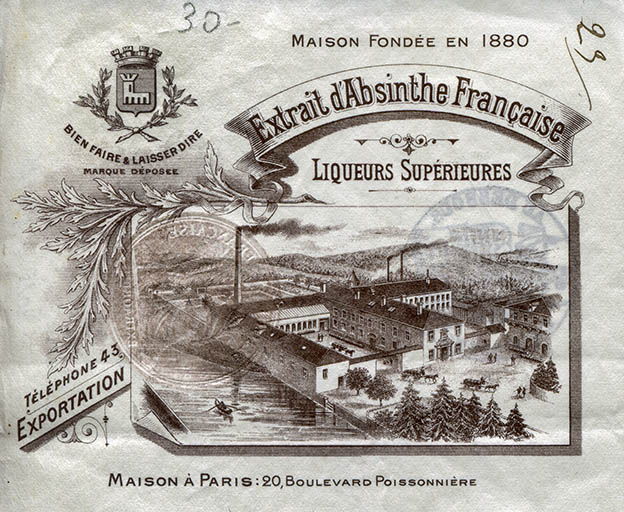 30-
29
MAISON FONDÉE EN 1880
Extrait d'Absinthe Française
BIEN FAIRE & LAISSER DIRE
MARQUE DÉPOSÉE
LIQUEURS SUPÉRIEURES
TÉLÉPHONE 43.
EXPORTATION
MAISON À PARIS: 20, BOULEVARD POISSONNIÈRE